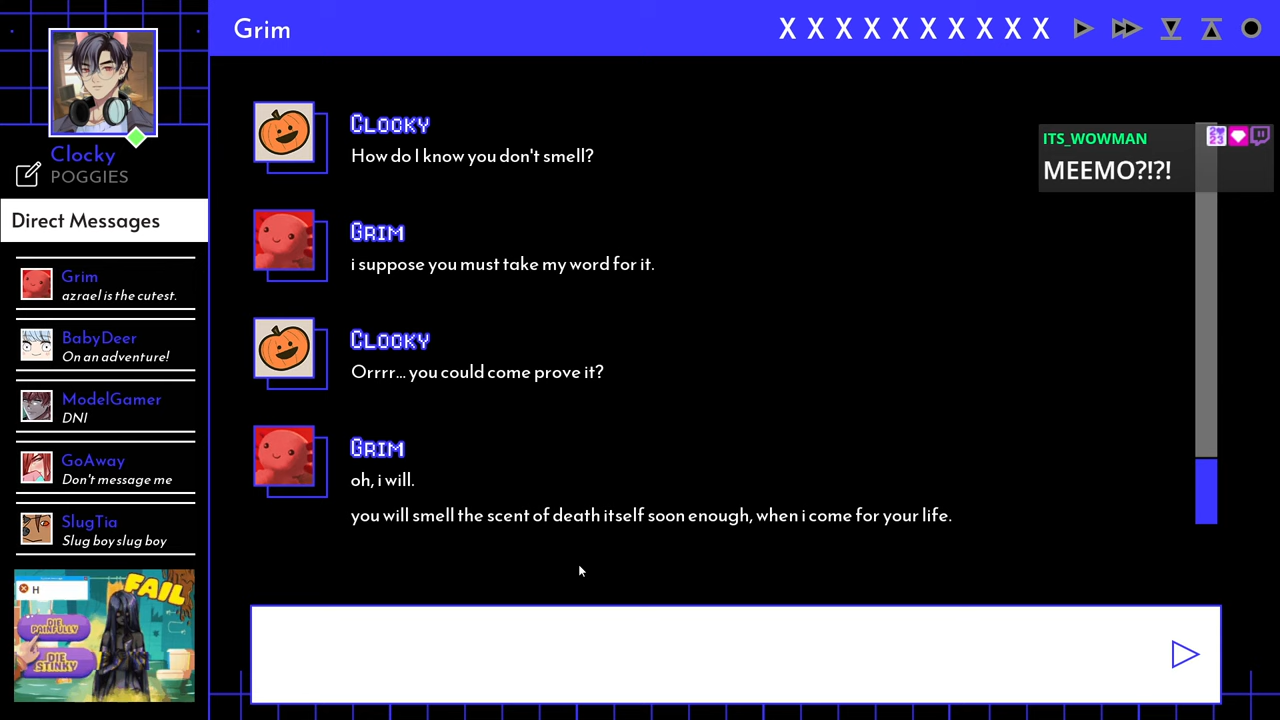 Grim
X X X X X X X X X X
Clocky
POGGIES
Direct Messages
Grim
azrael is the cutest.
BabyDeer
On an adventure!
ModelGamer
DNI
GoAway
Don't message me
SlugTia
Slug boy slug boy
H
FAIL
DIE
PAINFULLY
DIE
STINKY
Clocky
How do I know you don't smell?
Grim
i suppose you must take my word for it.
Clocky
Orrrr... you could come prove it?
Grim
oh, i will.
you will smell the scent of death itself soon enough, when i come for your life.
ITS_WOWMAN
MEEMO?!?!